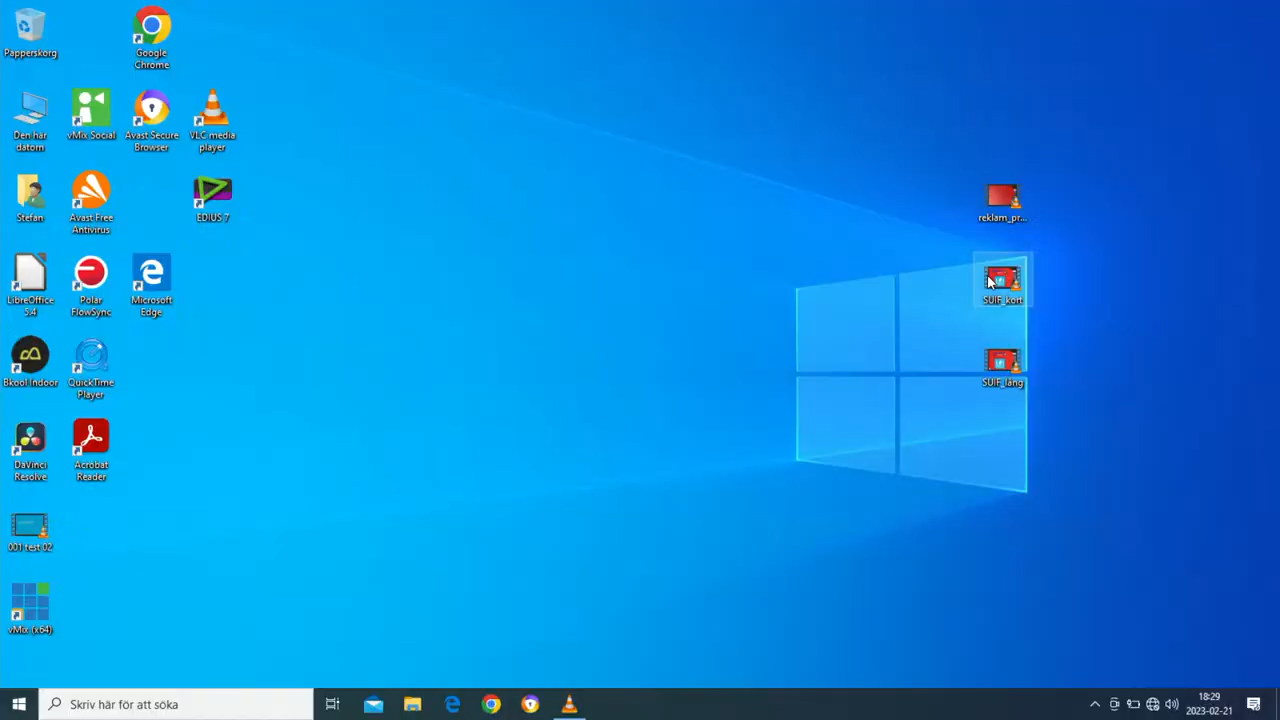 Papperskorg
Google
Chrome
Den här
datorn
vMix Social
Avast Secure
Browser
VLC media
player
Stefan
Avast Free
Antivirus
EDIUS 7
LibreOffice
5.4
Polar
FlowSync
Microsoft
Edge
Bkool Indoor
QuickTime
Player
DaVinci
Resolve
Acrobat
Reader
001 test 02
vMix (x64)
reklam_pr...
SUIF_kort
SUIF_lång
Skriv här för att söka
18:29
2023-02-21